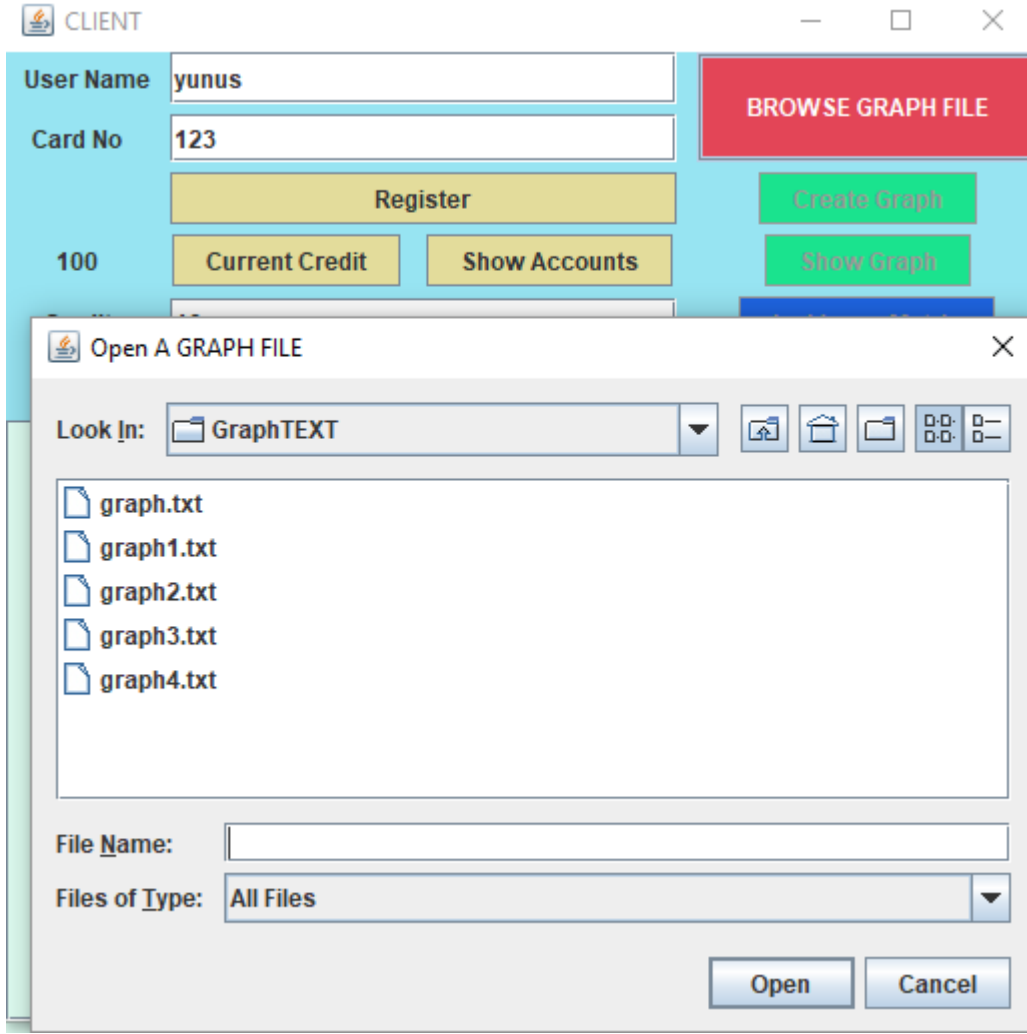 CLIENT
User Name yunus
BROWSE GRAPH FILE
Card No 123
Register
Create Graph
100 Current Credit Show Accounts
Show Graph
Open A GRAPH FILE
Look In: GraphTEXT
graph.txt
graph1.txt
graph2.txt
graph3.txt
graph4.txt
File Name:
Files of Type: All Files
Open Cancel